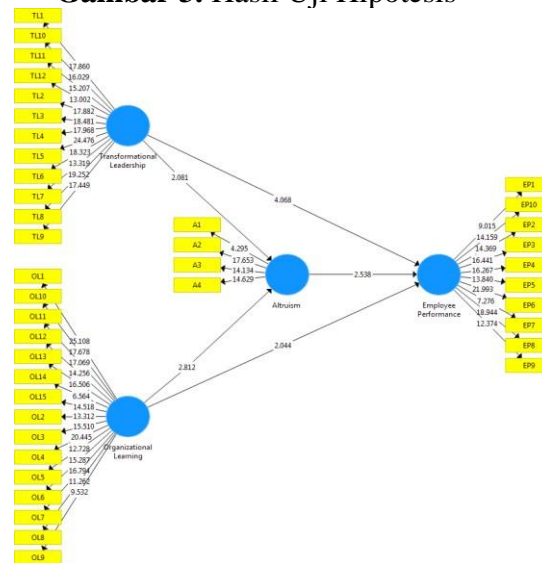 Gambar 3. Hasil Uji Hipotesis
TL1
TL10
TL11
TL12
TL2
TL3
TL4
TL5
TL6
TL7
TL8
TL9
17.860
16.029
15.207
13.002
17.882
18.481
17.968
24.476
18.323
13.319
19.252
17.449
Transformational
Leadership
2.081
4.068
A1
A2
A3
A4
4.295
17.653
14.134
14.629
Altruism
2.538
Employee
Performance
9.015
14.159
14.369
16.441
16.267
13.840
21.993
7.276
18.944
12.374
EP1
EP10
EP2
EP3
EP4
EP5
EP6
EP7
EP8
EP9
OL1
OL10
OL11
OL12
OL13
OL14
OL15
OL2
OL3
OL4
OL5
OL6
OL7
OL8
OL9
25.108
17.678
17.069
14.256
16.506
6.564
14.518
13.312
15.510
20.445
12.728
15.287
16.794
11.262
9.532
Organizational
Learning
2.812
2.044